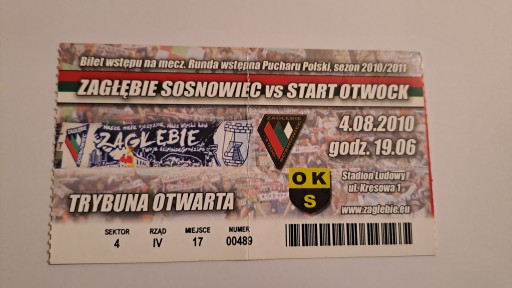 Bilet wstępu na mecz. Runda wstępna Pucharu Polski, sezon 2010/2011
ZAGŁĘBIE SOSNOWIEC vs START OTWOCK
ZAGŁĘBIE
ZAGŁĘBIE
4.08.2010
godz. 19.06
Stadion Ludowy
ul. Kresowa 1
www.zaglebie.eu
OK
S
TRYBUNA OTWARTA
SEKTOR RZĄD MIEJSCE NUMER
4 IV 17 00489